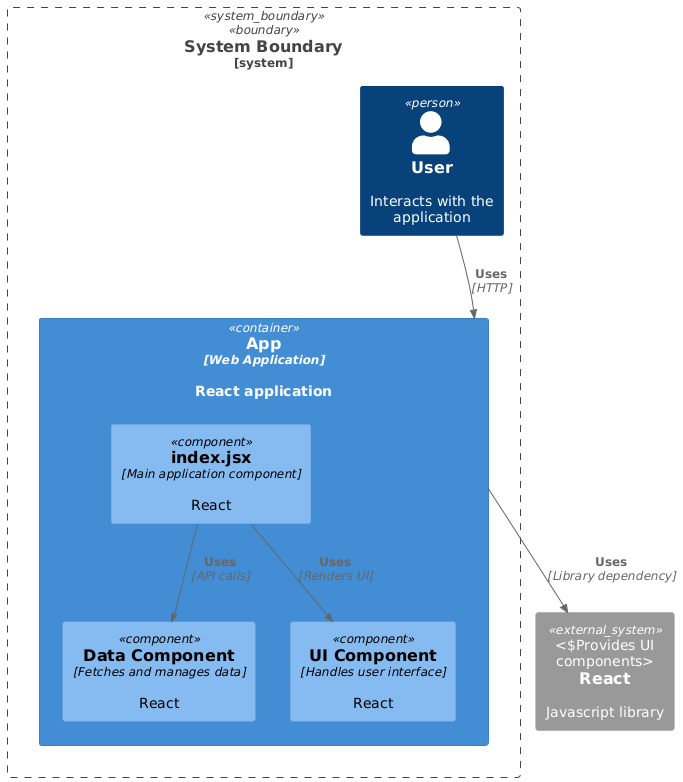 «system_boundary»
«boundary»
System Boundary
[system]
«person»
User
Interacts with the
application
Uses
[HTTP]
«container»
App
[Web Application]
React application
«component»
index.jsx
[Main application component]
React
Uses
[API calls]
Uses
[Renders UI]
Uses
[Library dependency]
«component»
Data Component
[Fetches and manages data]
React
«component»
UI Component
[Handles user interface]
React
«external_system»
<$Provides UI
components>
React
Javascript library